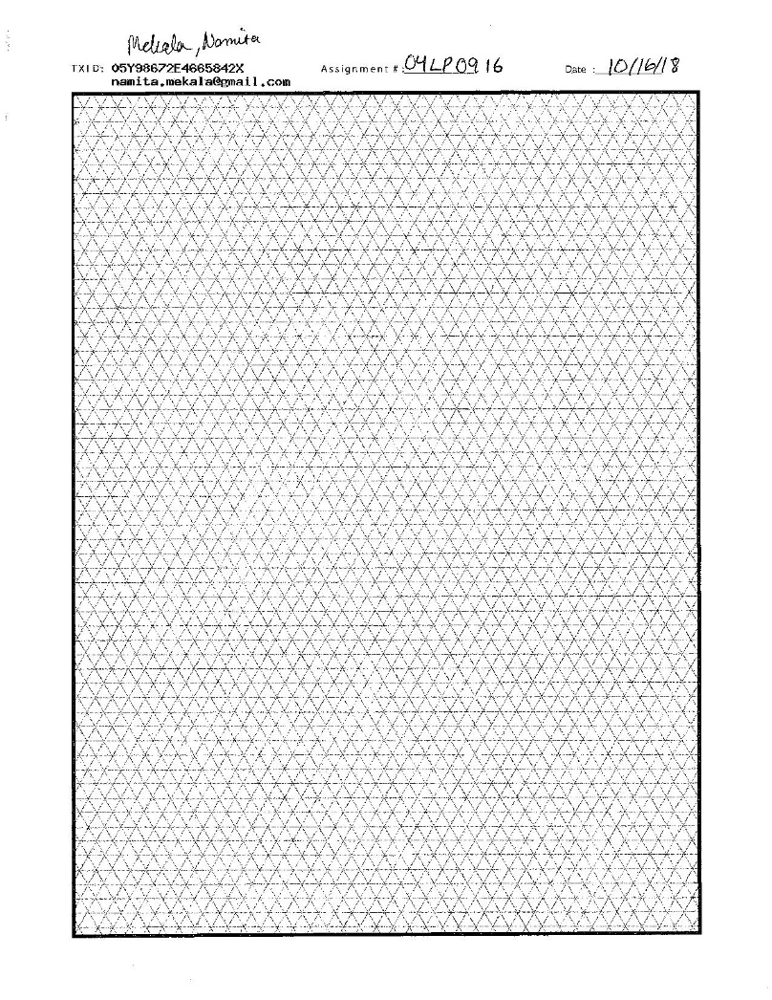 Mekala, Namita
TXID: 05Y98672E4665842X Assignment #: 04LP0916 Date : 10/16/18
namita.mekala@gmail.com